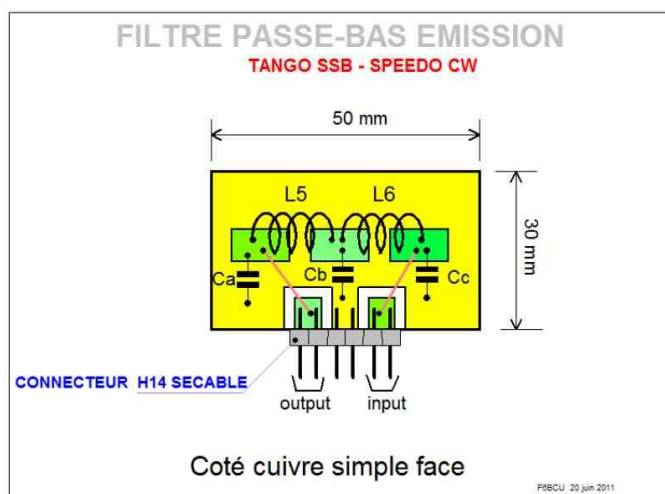 FILTRE PASSE-BAS EMISSION
TANGO SSB - SPEEDO CW
50 mm
L5 L6
30 mm
Ca Cb Cc
CONNECTEUR H14 SECABLE
output input
Coté cuivre simple face
F6BCU 20 juin 2011